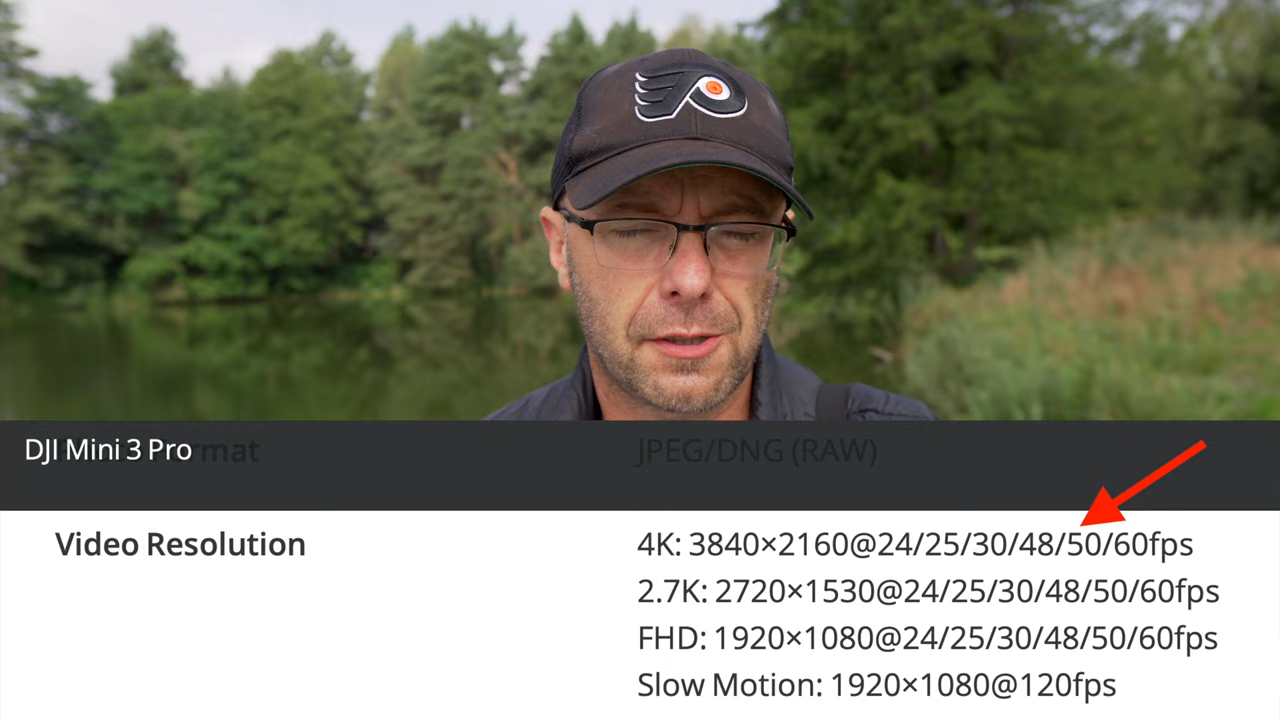 DJI Mini 3 Pro
JPEG/DNG (RAW)
Video Resolution
4K: 3840×2160@24/25/30/48/50/60fps
2.7K: 2720×1530@24/25/30/48/50/60fps
FHD: 1920×1080@24/25/30/48/50/60fps
Slow Motion: 1920×1080@120fps